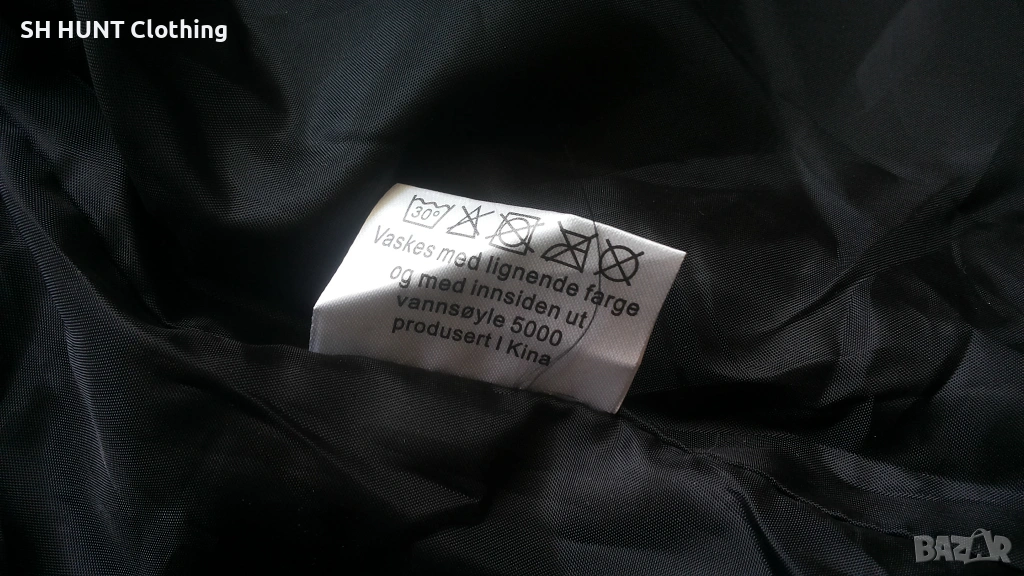 SH HUNT Clothing
30°
Vaskes med lignende farge
og med innsiden ut
vannsøyle 5000
produsert I Kina
BAZAR